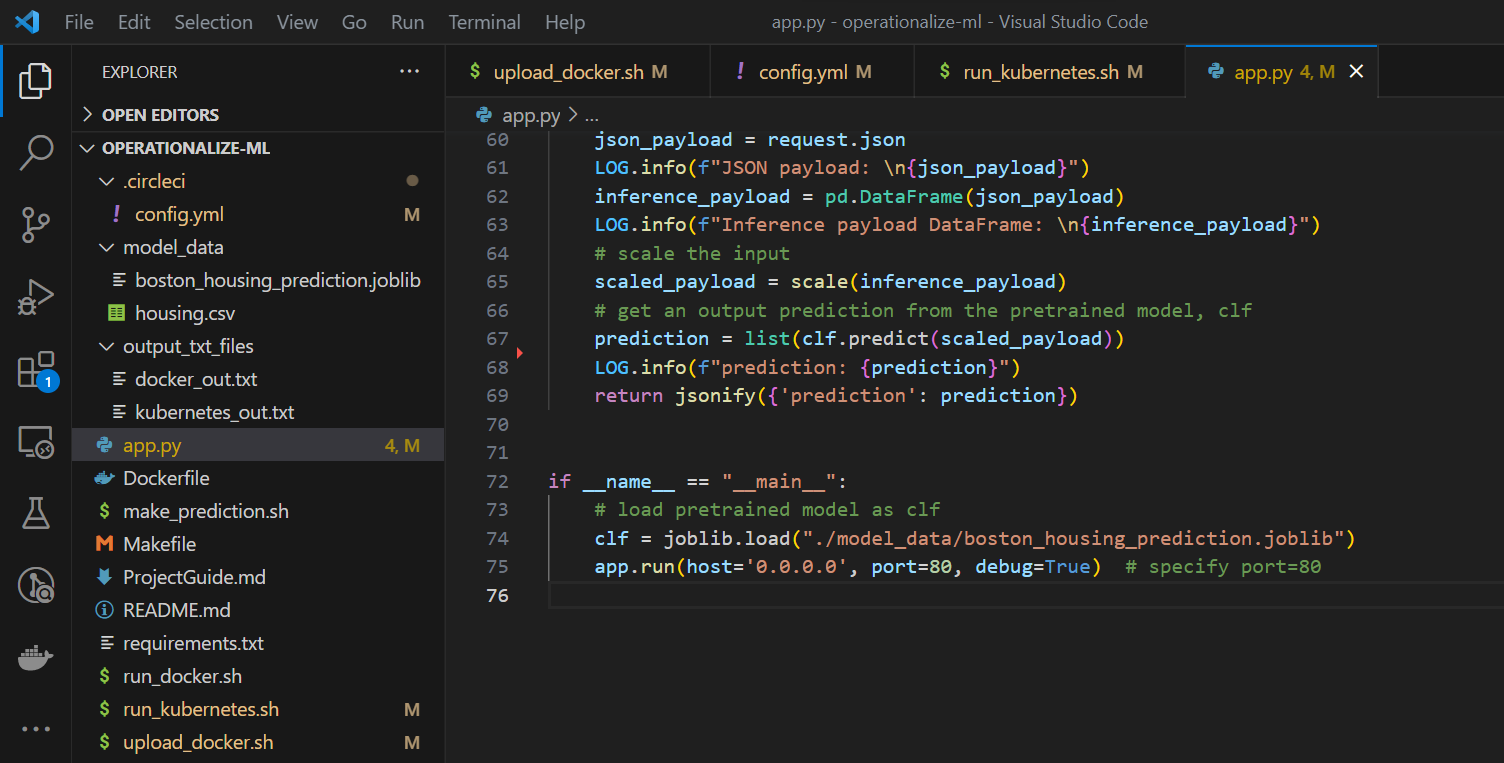 File Edit Selection View Go Run Terminal Help app.py - operationalize-ml - Visual Studio Code
EXPLORER ···
OPEN EDITORS
OPERATIONALIZE-ML
.circleci
! config.yml M
model_data
boston_housing_prediction.joblib
housing.csv
output_txt_files
docker_out.txt
kubernetes_out.txt
app.py 4, M
Dockerfile
$ make_prediction.sh
Makefile
ProjectGuide.md
README.md
requirements.txt
$ run_docker.sh
$ run_kubernetes.sh M
$ upload_docker.sh M
1
$ upload_docker.sh M ! config.yml M $ run_kubernetes.sh M app.py 4, M
app.py > ...
60 json_payload = request.json
61 LOG.info(f"JSON payload: \n{json_payload}")
62 inference_payload = pd.DataFrame(json_payload)
63 LOG.info(f"Inference payload DataFrame: \n{inference_payload}")
64 # scale the input
65 scaled_payload = scale(inference_payload)
66 # get an output prediction from the pretrained model, clf
67 prediction = list(clf.predict(scaled_payload))
68 LOG.info(f"prediction: {prediction}")
69 return jsonify({'prediction': prediction})
70
71
72 if __name__ == "__main__":
73 # load pretrained model as clf
74 clf = joblib.load("./model_data/boston_housing_prediction.joblib")
75 app.run(host='0.0.0.0', port=80, debug=True) # specify port=80
76